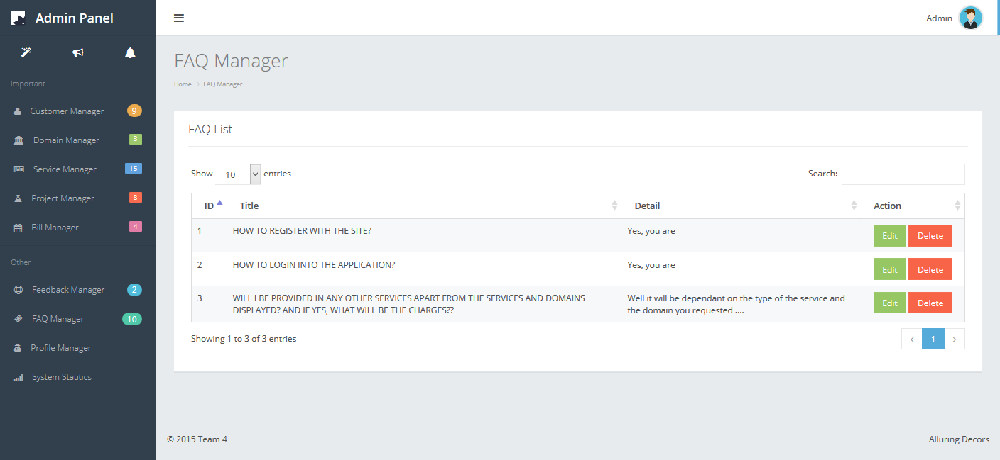 Admin Panel
Admin
Important
Customer Manager 9
Domain Manager 3
Service Manager 15
Project Manager 8
Bill Manager 4
Other
Feedback Manager 2
FAQ Manager 10
Profile Manager
System Statitics
FAQ Manager
Home > FAQ Manager
FAQ List
Show 10 entries Search:
ID Title Detail Action
1 HOW TO REGISTER WITH THE SITE? Yes, you are Edit Delete
2 HOW TO LOGIN INTO THE APPLICATION? Yes, you are Edit Delete
3 WILL I BE PROVIDED IN ANY OTHER SERVICES APART FROM THE SERVICES AND DOMAINS Well it will be dependant on the type of the service and Edit Delete
DISPLAYED? AND IF YES, WHAT WILL BE THE CHARGES?? the domain you requested ....
Showing 1 to 3 of 3 entries ‹ 1 ›
© 2015 Team 4 Alluring Decors